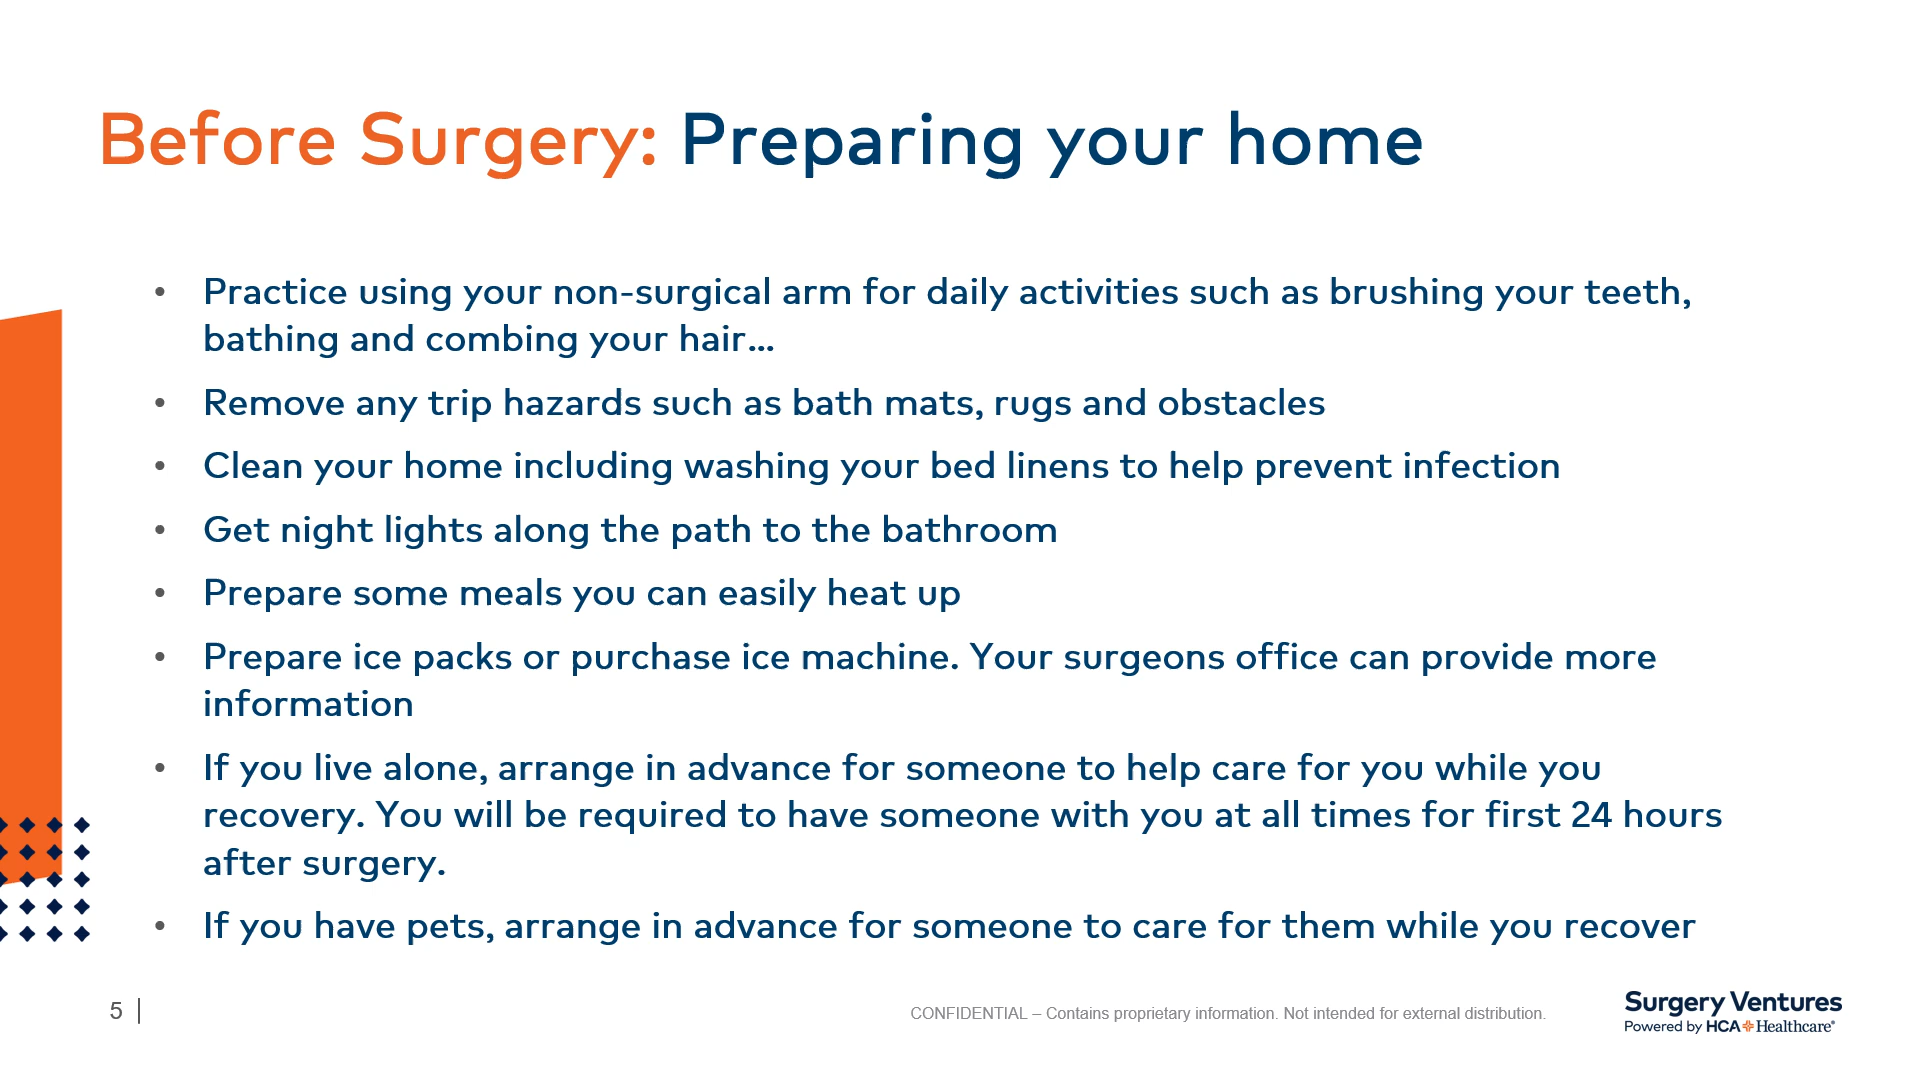 Before Surgery: Preparing your home
• Practice using your non-surgical arm for daily activities such as brushing your teeth,
bathing and combing your hair...
• Remove any trip hazards such as bath mats, rugs and obstacles
• Clean your home including washing your bed linens to help prevent infection
• Get night lights along the path to the bathroom
• Prepare some meals you can easily heat up
• Prepare ice packs or purchase ice machine. Your surgeons office can provide more
information
• If you live alone, arrange in advance for someone to help care for you while you
recovery. You will be required to have someone with you at all times for first 24 hours
after surgery.
• If you have pets, arrange in advance for someone to care for them while you recover
5 |
CONFIDENTIAL – Contains proprietary information. Not intended for external distribution.
Surgery Ventures
Powered by HCA Healthcare®